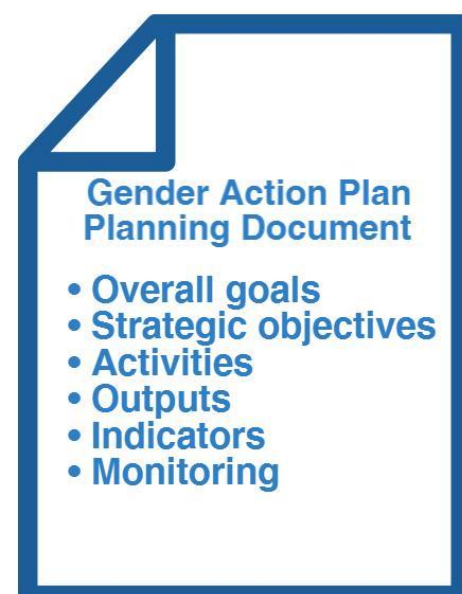 Gender Action Plan
Planning Document
• Overall goals
• Strategic objectives
• Activities
• Outputs
• Indicators
• Monitoring